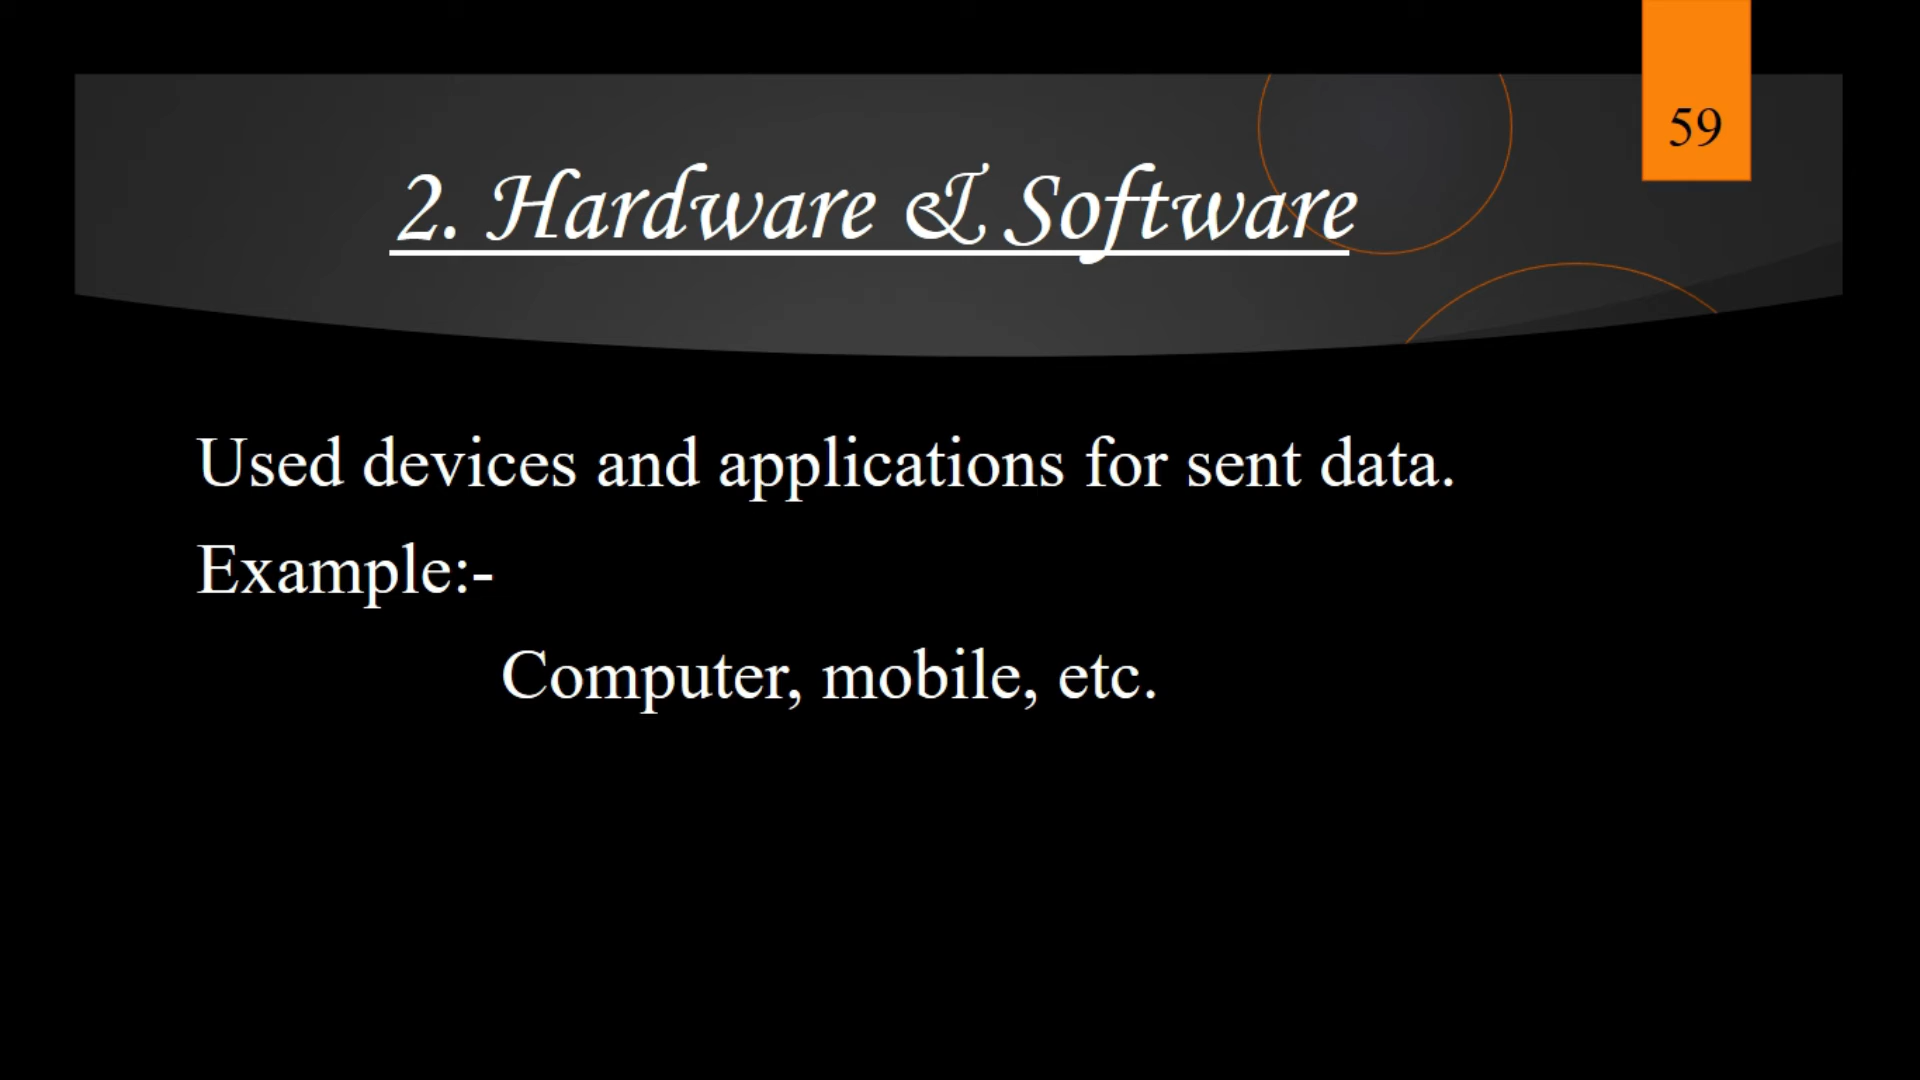 59
2. Hardware & Software
Used devices and applications for sent data.
Example:-
Computer, mobile, etc.